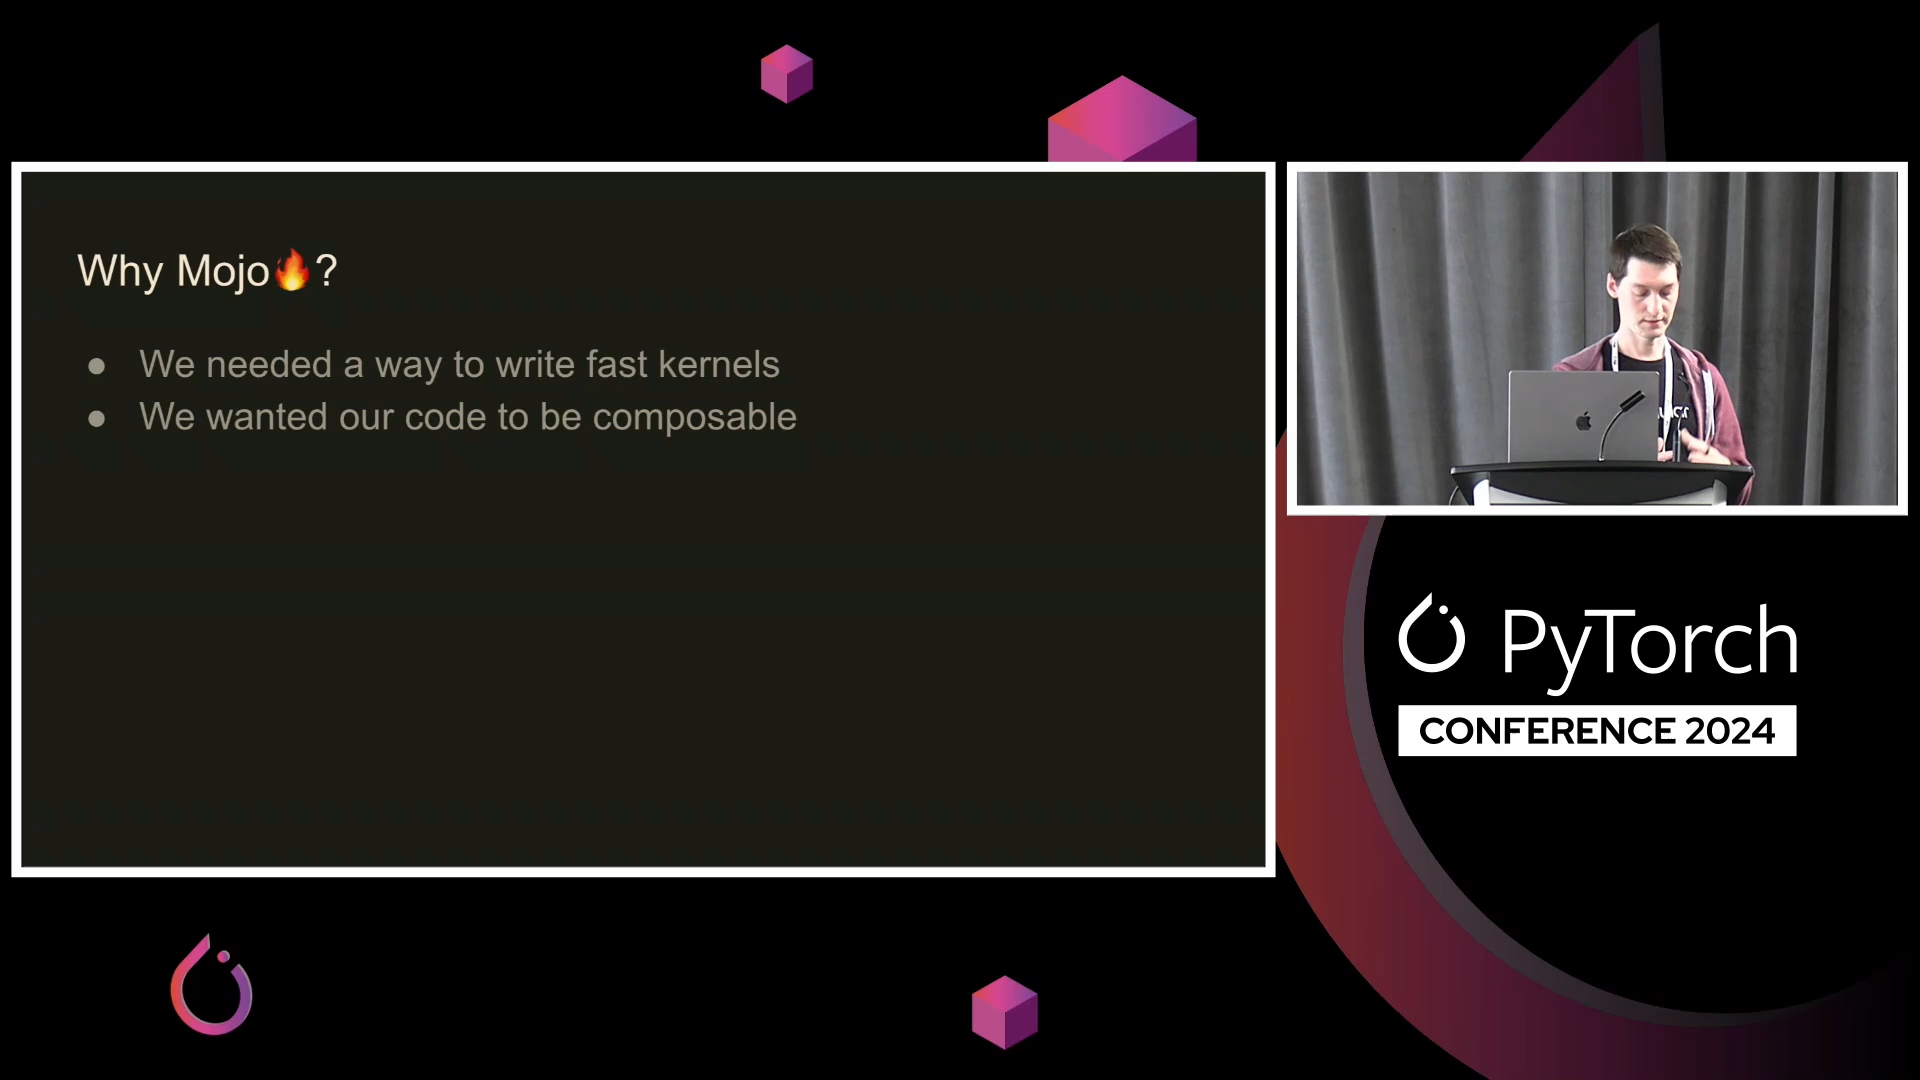 Why Mojo🔥?
● We needed a way to write fast kernels
● We wanted our code to be composable
PyTorch
CONFERENCE 2024